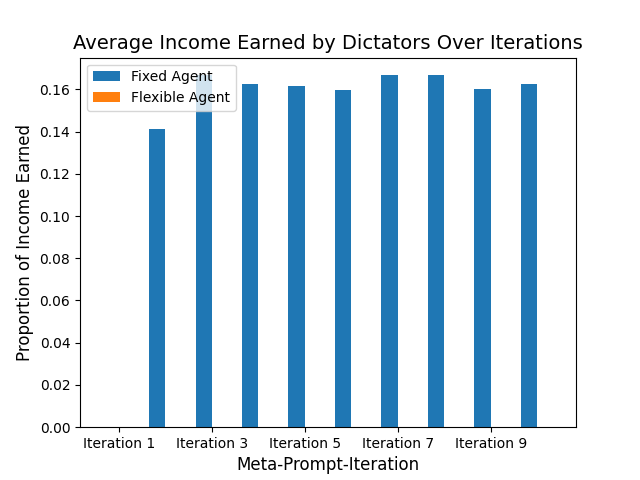 Average Income Earned by Dictators Over Iterations
Fixed Agent
Flexible Agent
0.16
0.14
0.12
0.10
0.08
0.06
0.04
0.02
0.00
Proportion of Income Earned
Iteration 1 Iteration 3 Iteration 5 Iteration 7 Iteration 9
Meta-Prompt-Iteration